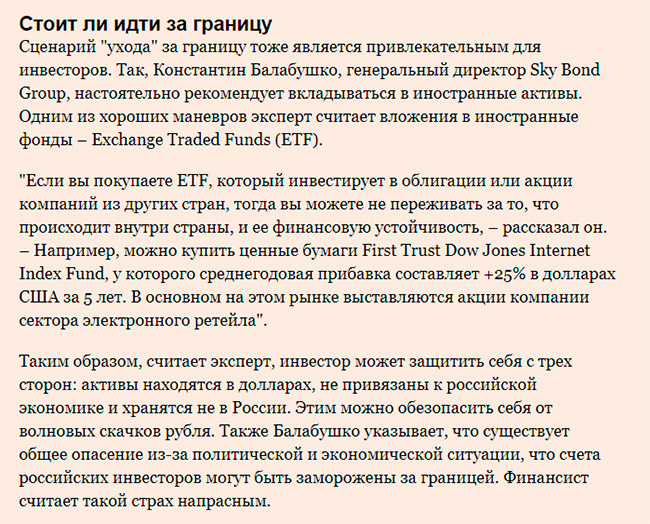 Стоит ли идти за границу
Сценарий "ухода" за границу тоже является привлекательным для
инвесторов. Так, Константин Балабушко, генеральный директор Sky Bond
Group, настоятельно рекомендует вкладываться в иностранные активы.
Одним из хороших маневров эксперт считает вложения в иностранные
фонды – Exchange Traded Funds (ETF).
"Если вы покупаете ETF, который инвестирует в облигации или акции
компаний из других стран, тогда вы можете не переживать за то, что
происходит внутри страны, и ее финансовую устойчивость, – рассказал он.
– Например, можно купить ценные бумаги First Trust Dow Jones Internet
Index Fund, у которого среднегодовая прибавка составляет +25% в долларах
США за 5 лет. В основном на этом рынке выставляются акции компании
сектора электронного ретейла".
Таким образом, считает эксперт, инвестор может защитить себя с трех
сторон: активы находятся в долларах, не привязаны к российской
экономике и хранятся не в России. Этим можно обезопасить себя от
волновых скачков рубля. Также Балабушко указывает, что существует
общее опасение из-за политической и экономической ситуации, что счета
российских инвесторов могут быть заморожены за границей. Финансист
считает такой страх напрасным.